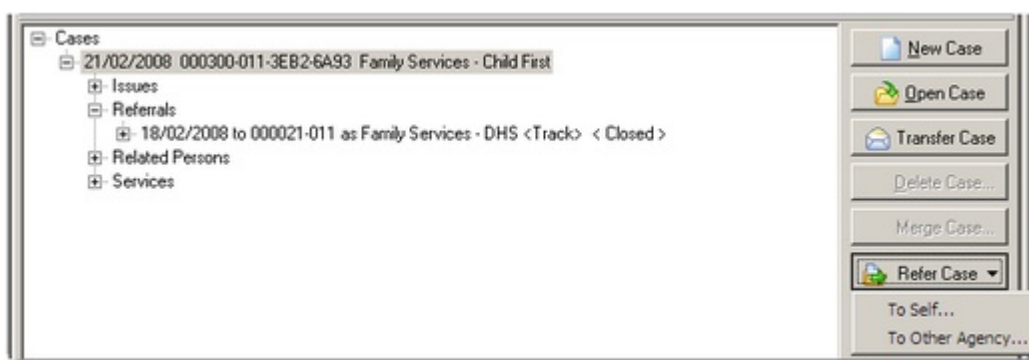 Cases
21/02/2008 000300-011-3EB2-6A93 Family Services - Child First
Issues
Referrals
18/02/2008 to 000021-011 as Family Services - DHS <Track> < Closed >
Related Persons
Services
New Case
Open Case
Transfer Case
Delete Case...
Merge Case...
Refer Case
To Self...
To Other Agency...